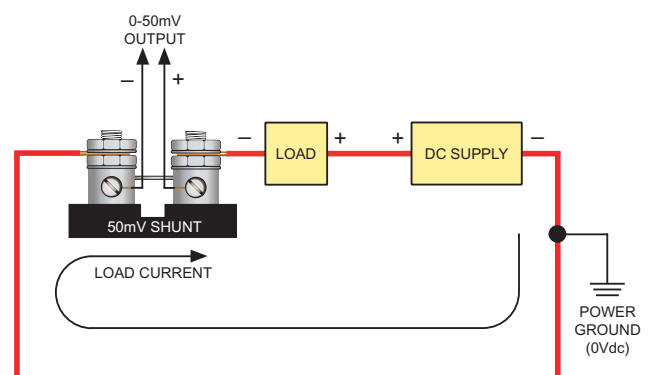 0-50mV
OUTPUT
– +
– LOAD + + DC SUPPLY –
50mV SHUNT
LOAD CURRENT
POWER
GROUND
(0Vdc)